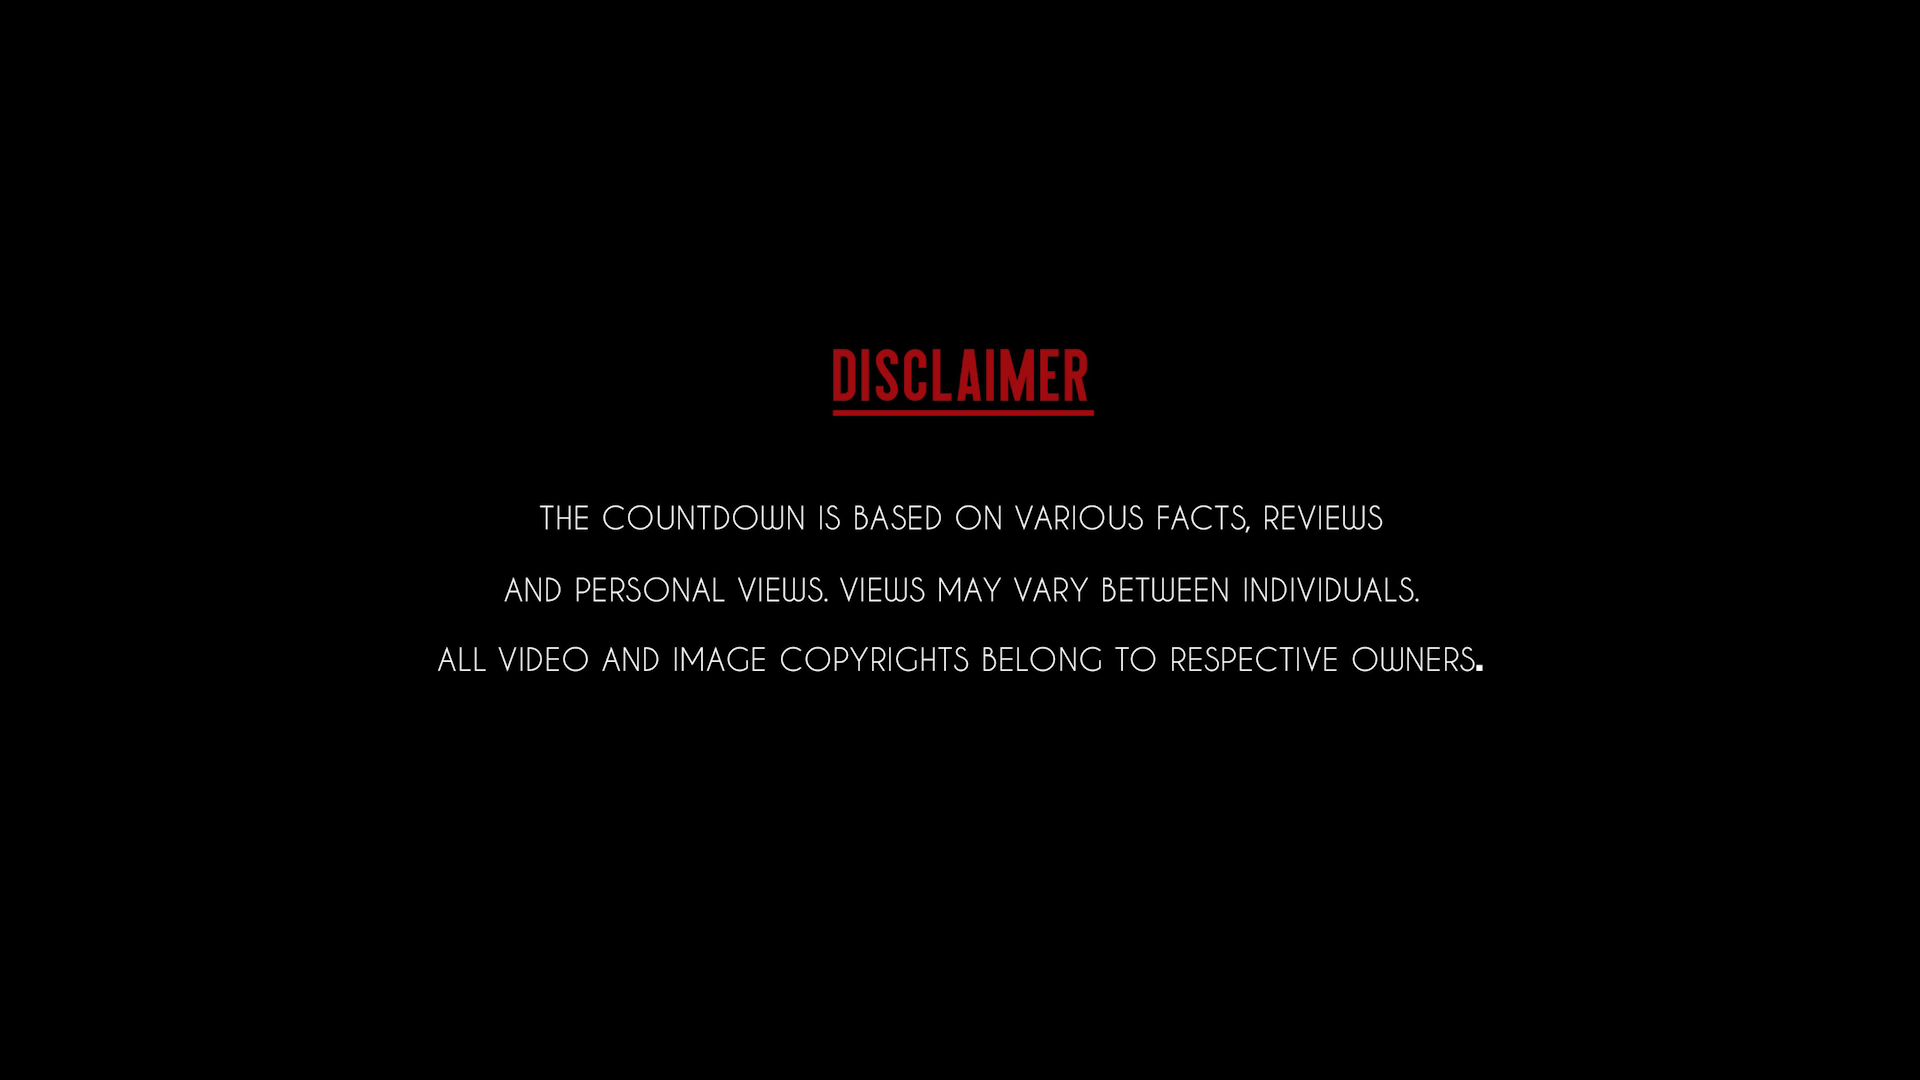 DISCLAIMER
THE COUNTDOWN IS BASED ON VARIOUS FACTS, REVIEWS
AND PERSONAL VIEWS. VIEWS MAY VARY BETWEEN INDIVIDUALS.
ALL VIDEO AND IMAGE COPYRIGHTS BELONG TO RESPECTIVE OWNERS.